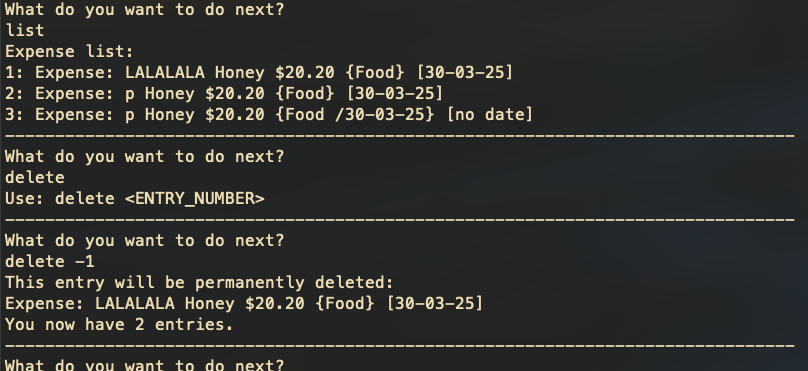 What do you want to do next?
list
Expense list:
1: Expense: LALALALA Honey $20.20 {Food} [30-03-25]
2: Expense: p Honey $20.20 {Food} [30-03-25]
3: Expense: p Honey $20.20 {Food /30-03-25} [no date]
-------------------------------------------------------------------------------
What do you want to do next?
delete
Use: delete <ENTRY_NUMBER>
-------------------------------------------------------------------------------
What do you want to do next?
delete -1
This entry will be permanently deleted:
Expense: LALALALA Honey $20.20 {Food} [30-03-25]
You now have 2 entries.
-------------------------------------------------------------------------------
What do you want to do next?